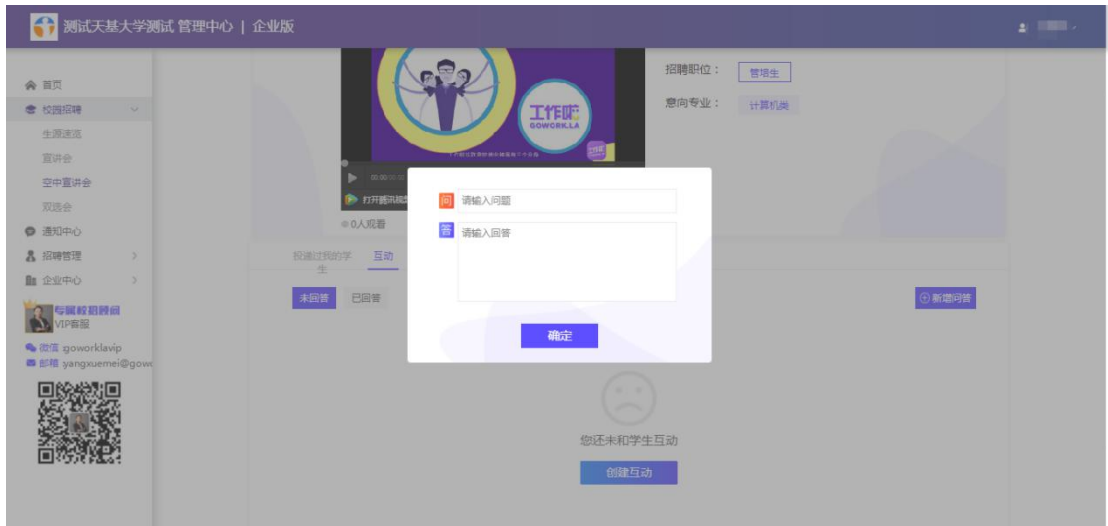 测试天基大学测试 管理中心 | 企业版
首页
校园招聘
生源速览
宣讲会
空中宣讲会
双选会
通知中心
招聘管理
企业中心
专属校招顾问
VIP客服
微信 :goworklavip
邮箱 :yangxuemei@gowo
工作啦
GOWORK.LA
招聘职位：
管培生
意向专业：
计算机类
00:00/00:00
打开腾讯视频
0人观看
投递过我的学生
互动
未回答
已回答
新增问答
问
请输入问题
答
请输入回答
确定
您还未和学生互动
创建互动